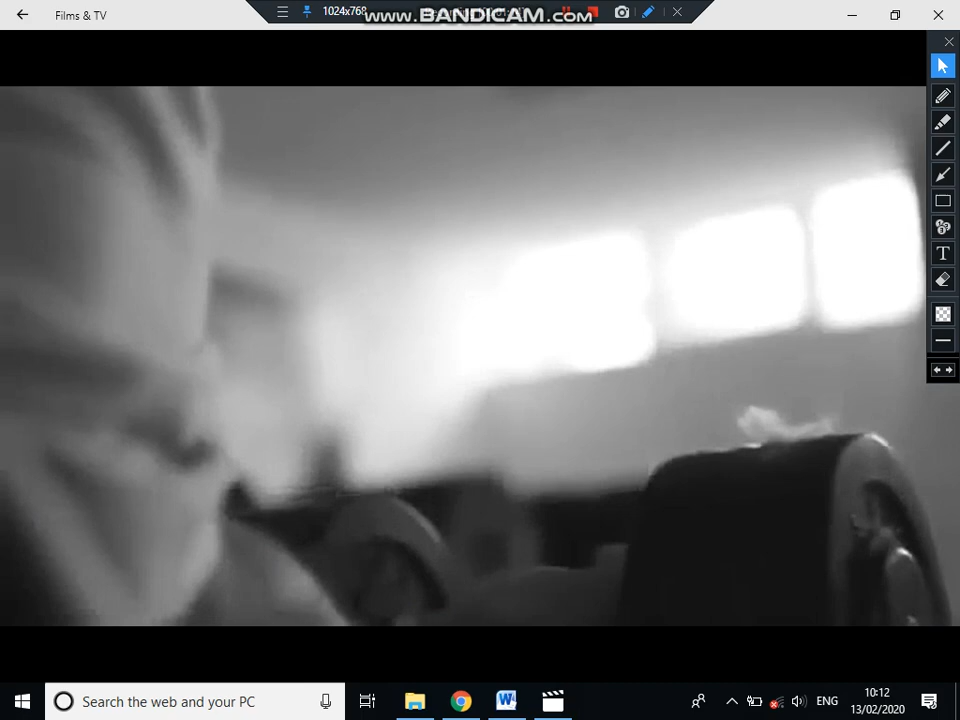 Films & TV
1024x768
www.BANDICAM.com
T
Search the web and your PC
W
ENG
10:12
13/02/2020